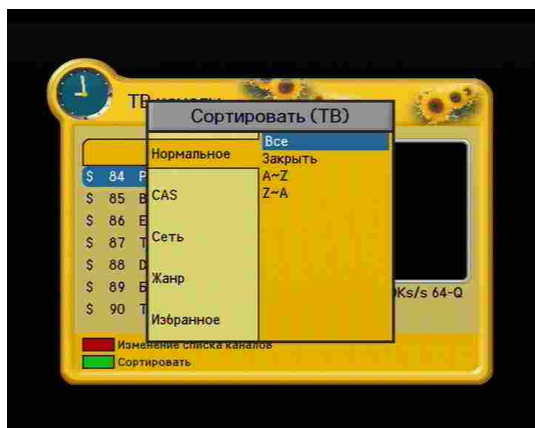 ТВ каналы
Сортировать (ТВ)
Нормальное
CAS
Сеть
Жанр
Избранное
Все
Закрыть
A~Z
Z~A
$ 84 P
$ 85 B
$ 86 E
$ 87 T
$ 88 D
$ 89 Б
$ 90 T
Ks/s 64-Q
Изменение списка каналов
Сортировать